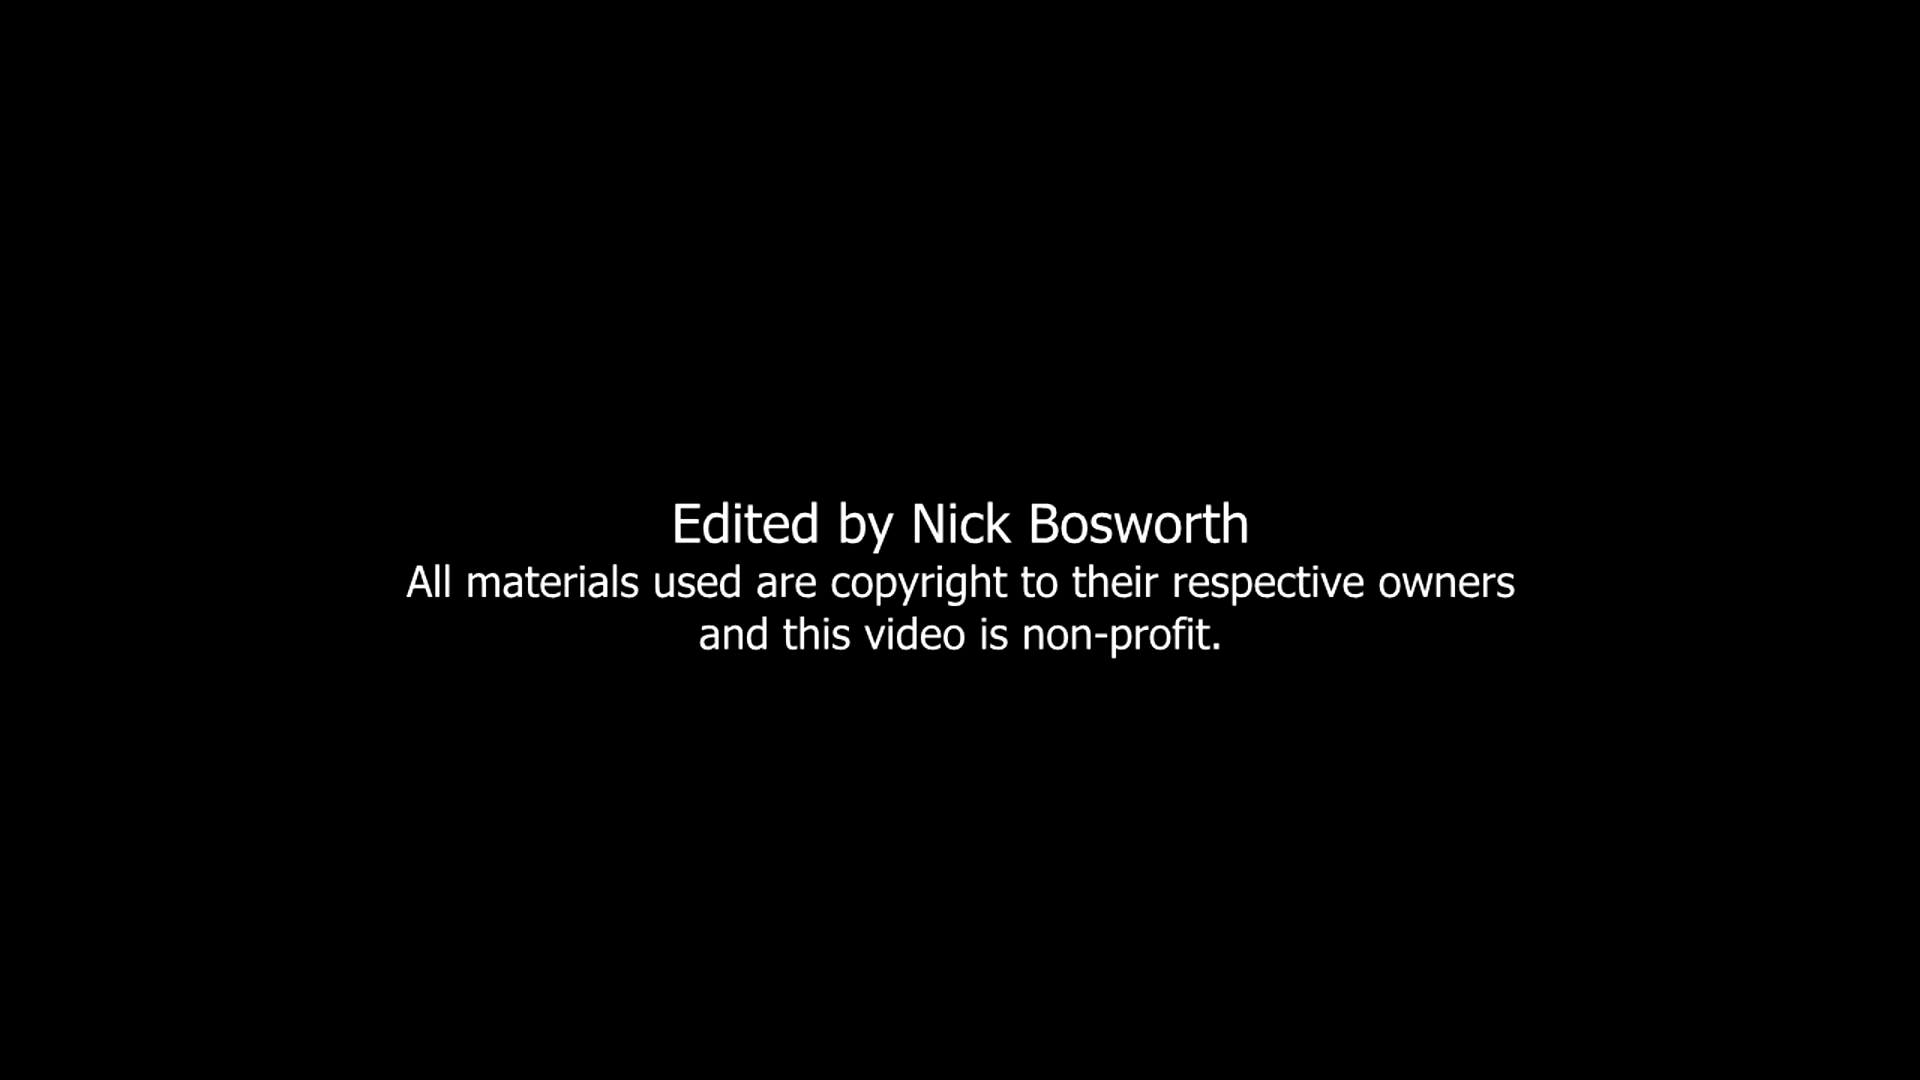 Edited by Nick Bosworth
All materials used are copyright to their respective owners
and this video is non-profit.